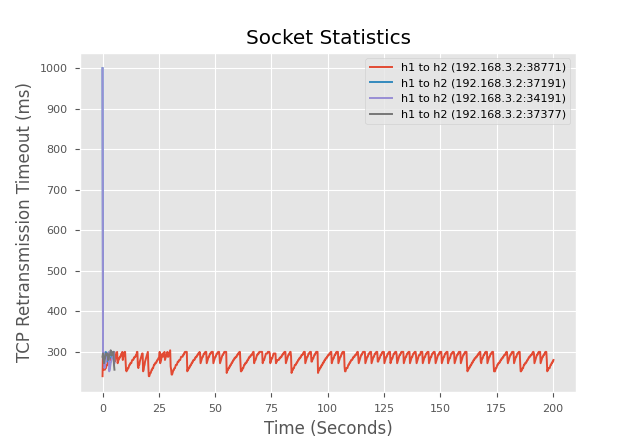 Socket Statistics
h1 to h2 (192.168.3.2:38771)
h1 to h2 (192.168.3.2:37191)
h1 to h2 (192.168.3.2:34191)
h1 to h2 (192.168.3.2:37377)
TCP Retransmission Timeout (ms)
1000
900
800
700
600
500
400
300
0 25 50 75 100 125 150 175 200
Time (Seconds)